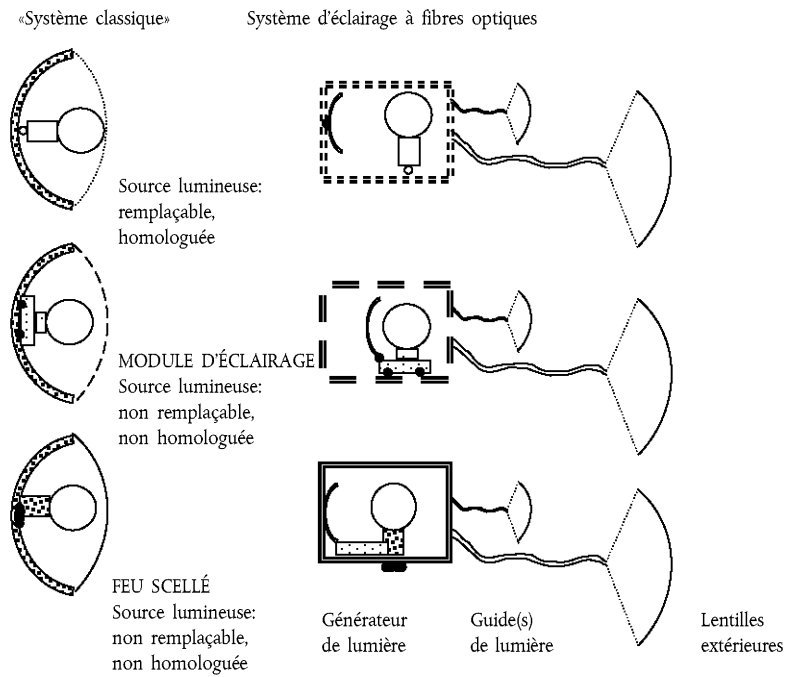 «Système classique»
Système d'éclairage à fibres optiques
Source lumineuse:
remplaçable,
homologuée
MODULE D'ÉCLAIRAGE
Source lumineuse:
non remplaçable,
non homologuée
FEU SCELLÉ
Source lumineuse:
non remplaçable,
non homologuée
Générateur
de lumière
Guide(s)
de lumière
Lentilles
extérieures